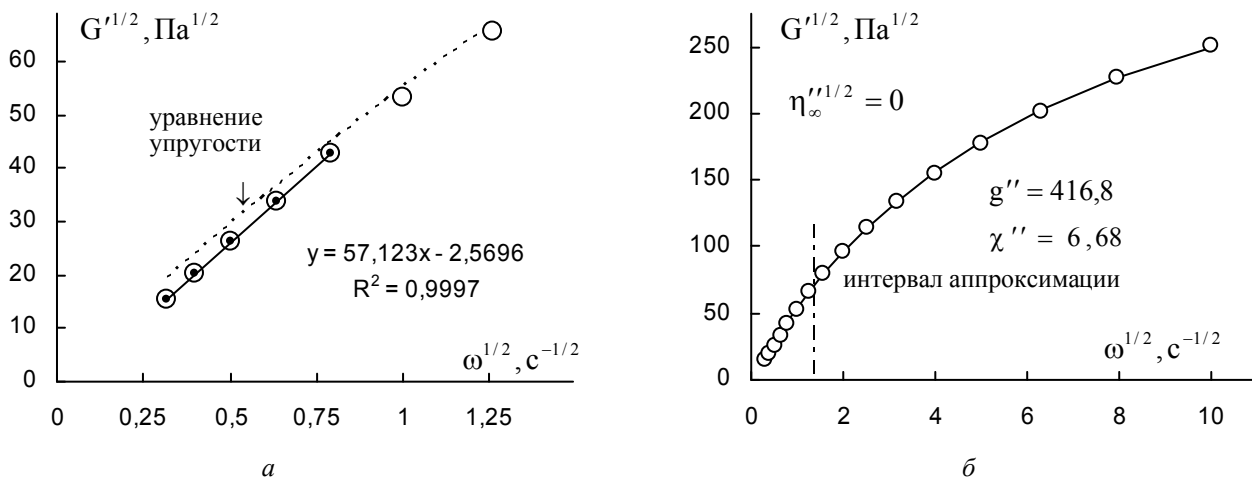 G′^{1/2}, Па^{1/2}
60
40
30
20
10
0
0
0,25
0,5
0,75
1
1,25
уравнение
упругости
↓
y = 57,123x - 2,5696
R² = 0,9997
ω^{1/2}, с^{−1/2}
а
G′^{1/2}, Па^{1/2}
250
200
150
100
50
0
0
2
4
6
8
10
η″_∞^{1/2} = 0
g″ = 416,8
χ″ = 6,68
интервал аппроксимации
ω^{1/2}, с^{−1/2}
б